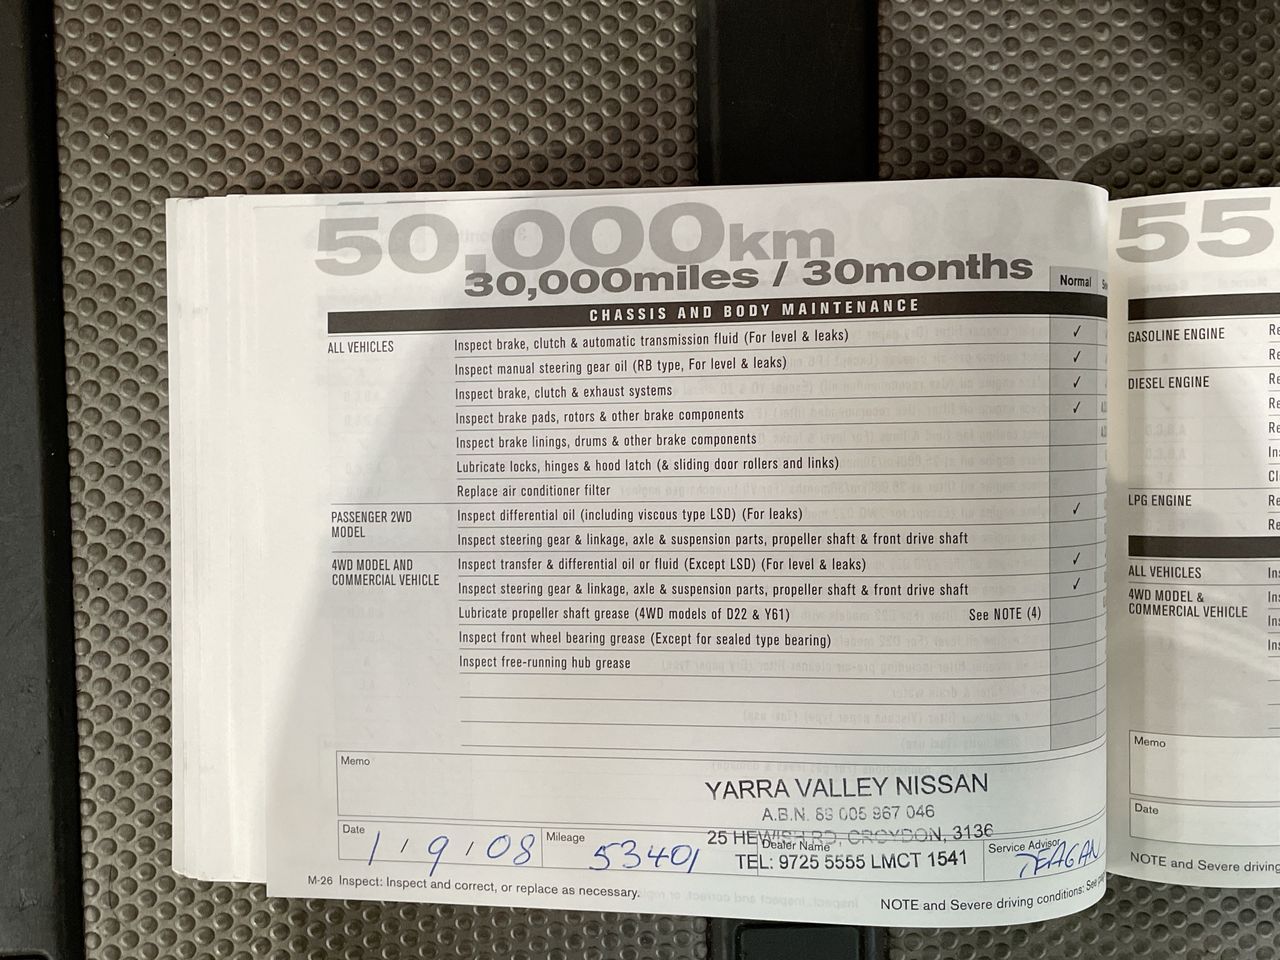 50,000km
30,000miles / 30months
Normal
CHASSIS AND BODY MAINTENANCE
ALL VEHICLES
Inspect brake, clutch & automatic transmission fluid (For level & leaks) ✓
Inspect manual steering gear oil (RB type, For level & leaks) ✓
Inspect brake, clutch & exhaust systems ✓
Inspect brake pads, rotors & other brake components ✓
Inspect brake linings, drums & other brake components
Lubricate locks, hinges & hood latch (& sliding door rollers and links)
Replace air conditioner filter
PASSENGER 2WD
MODEL
Inspect differential oil (including viscous type LSD) (For leaks) ✓
Inspect steering gear & linkage, axle & suspension parts, propeller shaft & front drive shaft
4WD MODEL AND
COMMERCIAL VEHICLE
Inspect transfer & differential oil or fluid (Except LSD) (For level & leaks) ✓
Inspect steering gear & linkage, axle & suspension parts, propeller shaft & front drive shaft ✓
Lubricate propeller shaft grease (4WD models of D22 & Y61) See NOTE (4)
Inspect front wheel bearing grease (Except for sealed type bearing)
Inspect free-running hub grease
Memo
YARRA VALLEY NISSAN
A.B.N. 89 005 967 046
25 HEWISH RD, CROYDON, 3136
TEL: 9725 5555 LMCT 1541
Date
1/9/08
Mileage
53401
Dealer Name
Service Advisor
TEAGAN
M-26 Inspect: Inspect and correct, or replace as necessary.
NOTE and Severe driving conditions: See
55
GASOLINE ENGINE
DIESEL ENGINE
LPG ENGINE
ALL VEHICLES
4WD MODEL &
COMMERCIAL VEHICLE
Memo
Date
NOTE and Severe driving